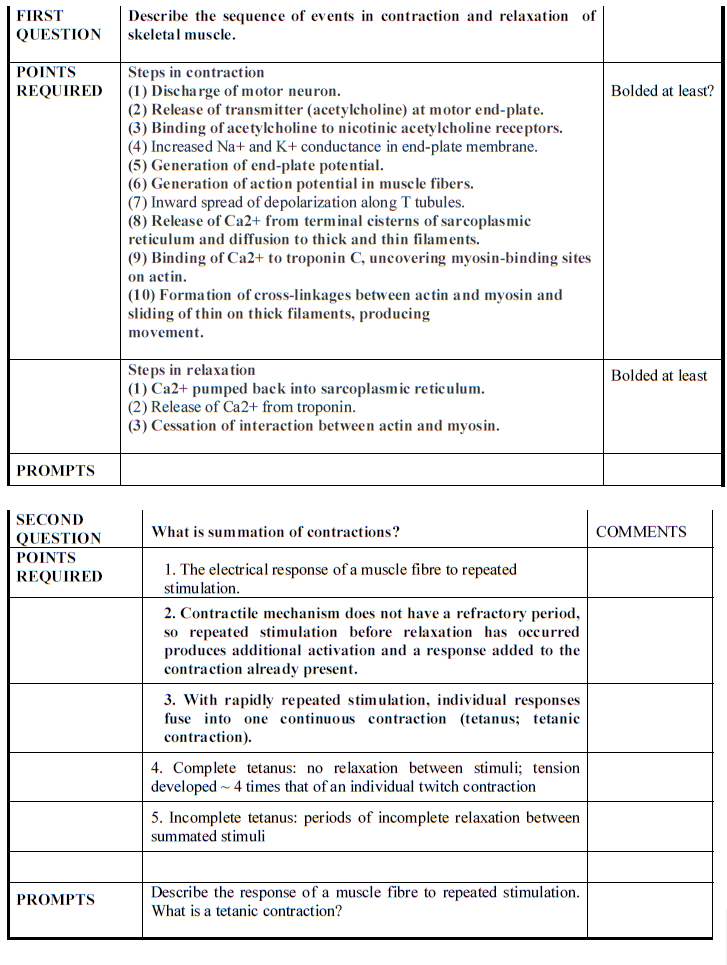 FIRST
QUESTION
Describe the sequence of events in contraction and relaxation of
skeletal muscle.
POINTS
REQUIRED
Steps in contraction
(1) Discharge of motor neuron.
(2) Release of transmitter (acetylcholine) at motor end-plate.
(3) Binding of acetylcholine to nicotinic acetylcholine receptors.
(4) Increased Na+ and K+ conductance in end-plate membrane.
(5) Generation of end-plate potential.
(6) Generation of action potential in muscle fibers.
(7) Inward spread of depolarization along T tubules.
(8) Release of Ca2+ from terminal cisterns of sarcoplasmic
reticulum and diffusion to thick and thin filaments.
(9) Binding of Ca2+ to troponin C, uncovering myosin-binding sites
on actin.
(10) Formation of cross-linkages between actin and myosin and
sliding of thin on thick filaments, producing
movement.
Bolded at least?
Steps in relaxation
(1) Ca2+ pumped back into sarcoplasmic reticulum.
(2) Release of Ca2+ from troponin.
(3) Cessation of interaction between actin and myosin.
Bolded at least
PROMPTS
SECOND
QUESTION
What is summation of contractions?
COMMENTS
POINTS
REQUIRED
1. The electrical response of a muscle fibre to repeated
stimulation.
2. Contractile mechanism does not have a refractory period,
so repeated stimulation before relaxation has occurred
produces additional activation and a response added to the
contraction already present.
3. With rapidly repeated stimulation, individual responses
fuse into one continuous contraction (tetanus; tetanic
contraction).
4. Complete tetanus: no relaxation between stimuli; tension
developed ~ 4 times that of an individual twitch contraction
5. Incomplete tetanus: periods of incomplete relaxation between
summated stimuli
PROMPTS
Describe the response of a muscle fibre to repeated stimulation.
What is a tetanic contraction?